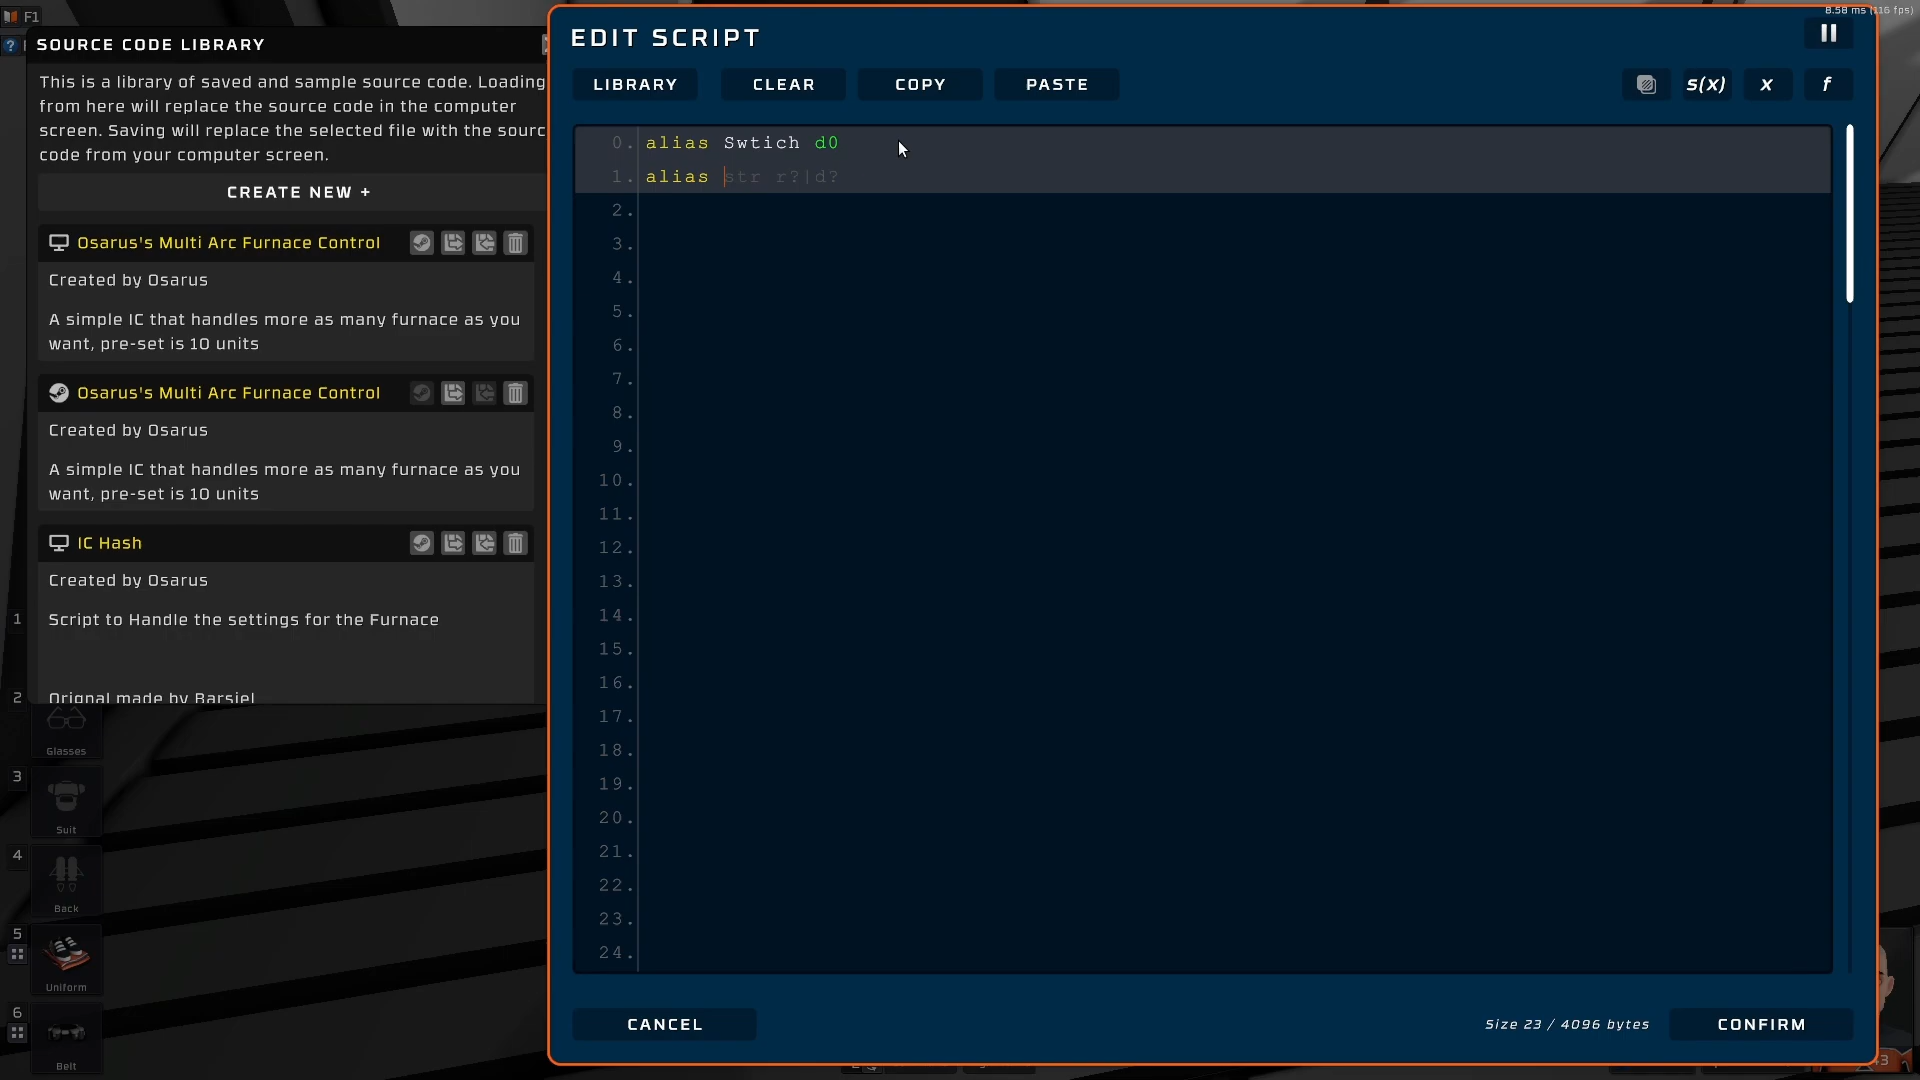 F1
8.58 ms (116 fps)
SOURCE CODE LIBRARY
This is a library of saved and sample source code. Loading
from here will replace the source code in the computer
screen. Saving will replace the selected file with the sourc
code from your computer screen.
CREATE NEW +
Osarus's Multi Arc Furnace Control
Created by Osarus
A simple IC that handles more as many furnace as you
want, pre-set is 10 units
Osarus's Multi Arc Furnace Control
Created by Osarus
A simple IC that handles more as many furnace as you
want, pre-set is 10 units
IC Hash
Created by Osarus
Script to Handle the settings for the Furnace
Orignal made by Barsiel
1
2
Glasses
3
Suit
4
Back
5
Uniform
6
Belt
EDIT SCRIPT
LIBRARY
CLEAR
COPY
PASTE
s(x)
x
f
0. alias Swtich d0
1. alias str r?|d?
2.
3.
4.
5.
6.
7.
8.
9.
10.
11.
12.
13.
14.
15.
16.
17.
18.
19.
20.
21.
22.
23.
24.
CANCEL
Size 23 / 4096 bytes
CONFIRM